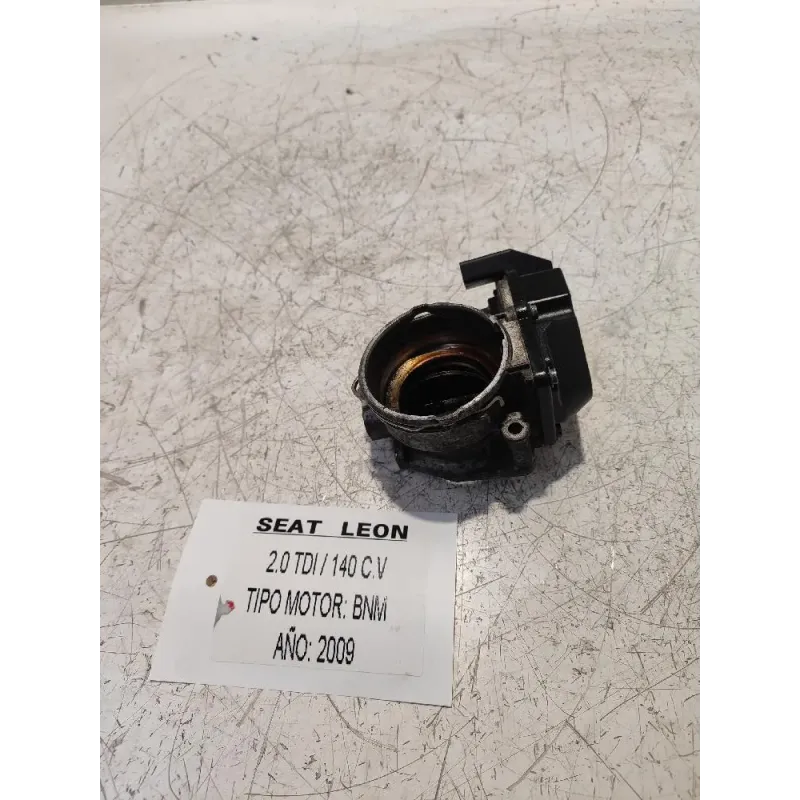 SEAT LEON
2.0 TDI / 140 C.V
TIPO MOTOR: BNM
AÑO: 2009